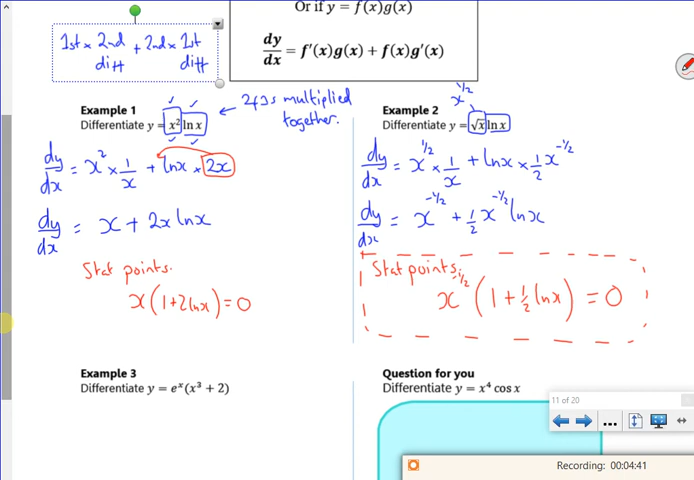 Or if y = f(x)g(x)
dy/dx = f′(x)g(x) + f(x)g′(x)
1st × 2nd diff + 2nd × 1st diff
Example 1
Differentiate y = x² ln x
← 2 f's multiplied together.
dy/dx = x² × 1/x + ln x × 2x
dy/dx = x + 2x ln x
Stat points.
x(1+2 ln x) = 0
Example 2
x^1/2
Differentiate y = √x ln x
dy/dx = x^1/2 × 1/x + ln x × 1/2 x^-1/2
dy/dx = x^-1/2 + 1/2 x^-1/2 ln x
Stat points.
x^-1/2 (1 + 1/2 ln x) = 0
Example 3
Differentiate y = eˣ(x³ + 2)
Question for you
Differentiate y = x⁴ cos x
11 of 20
Recording: 00:04:41